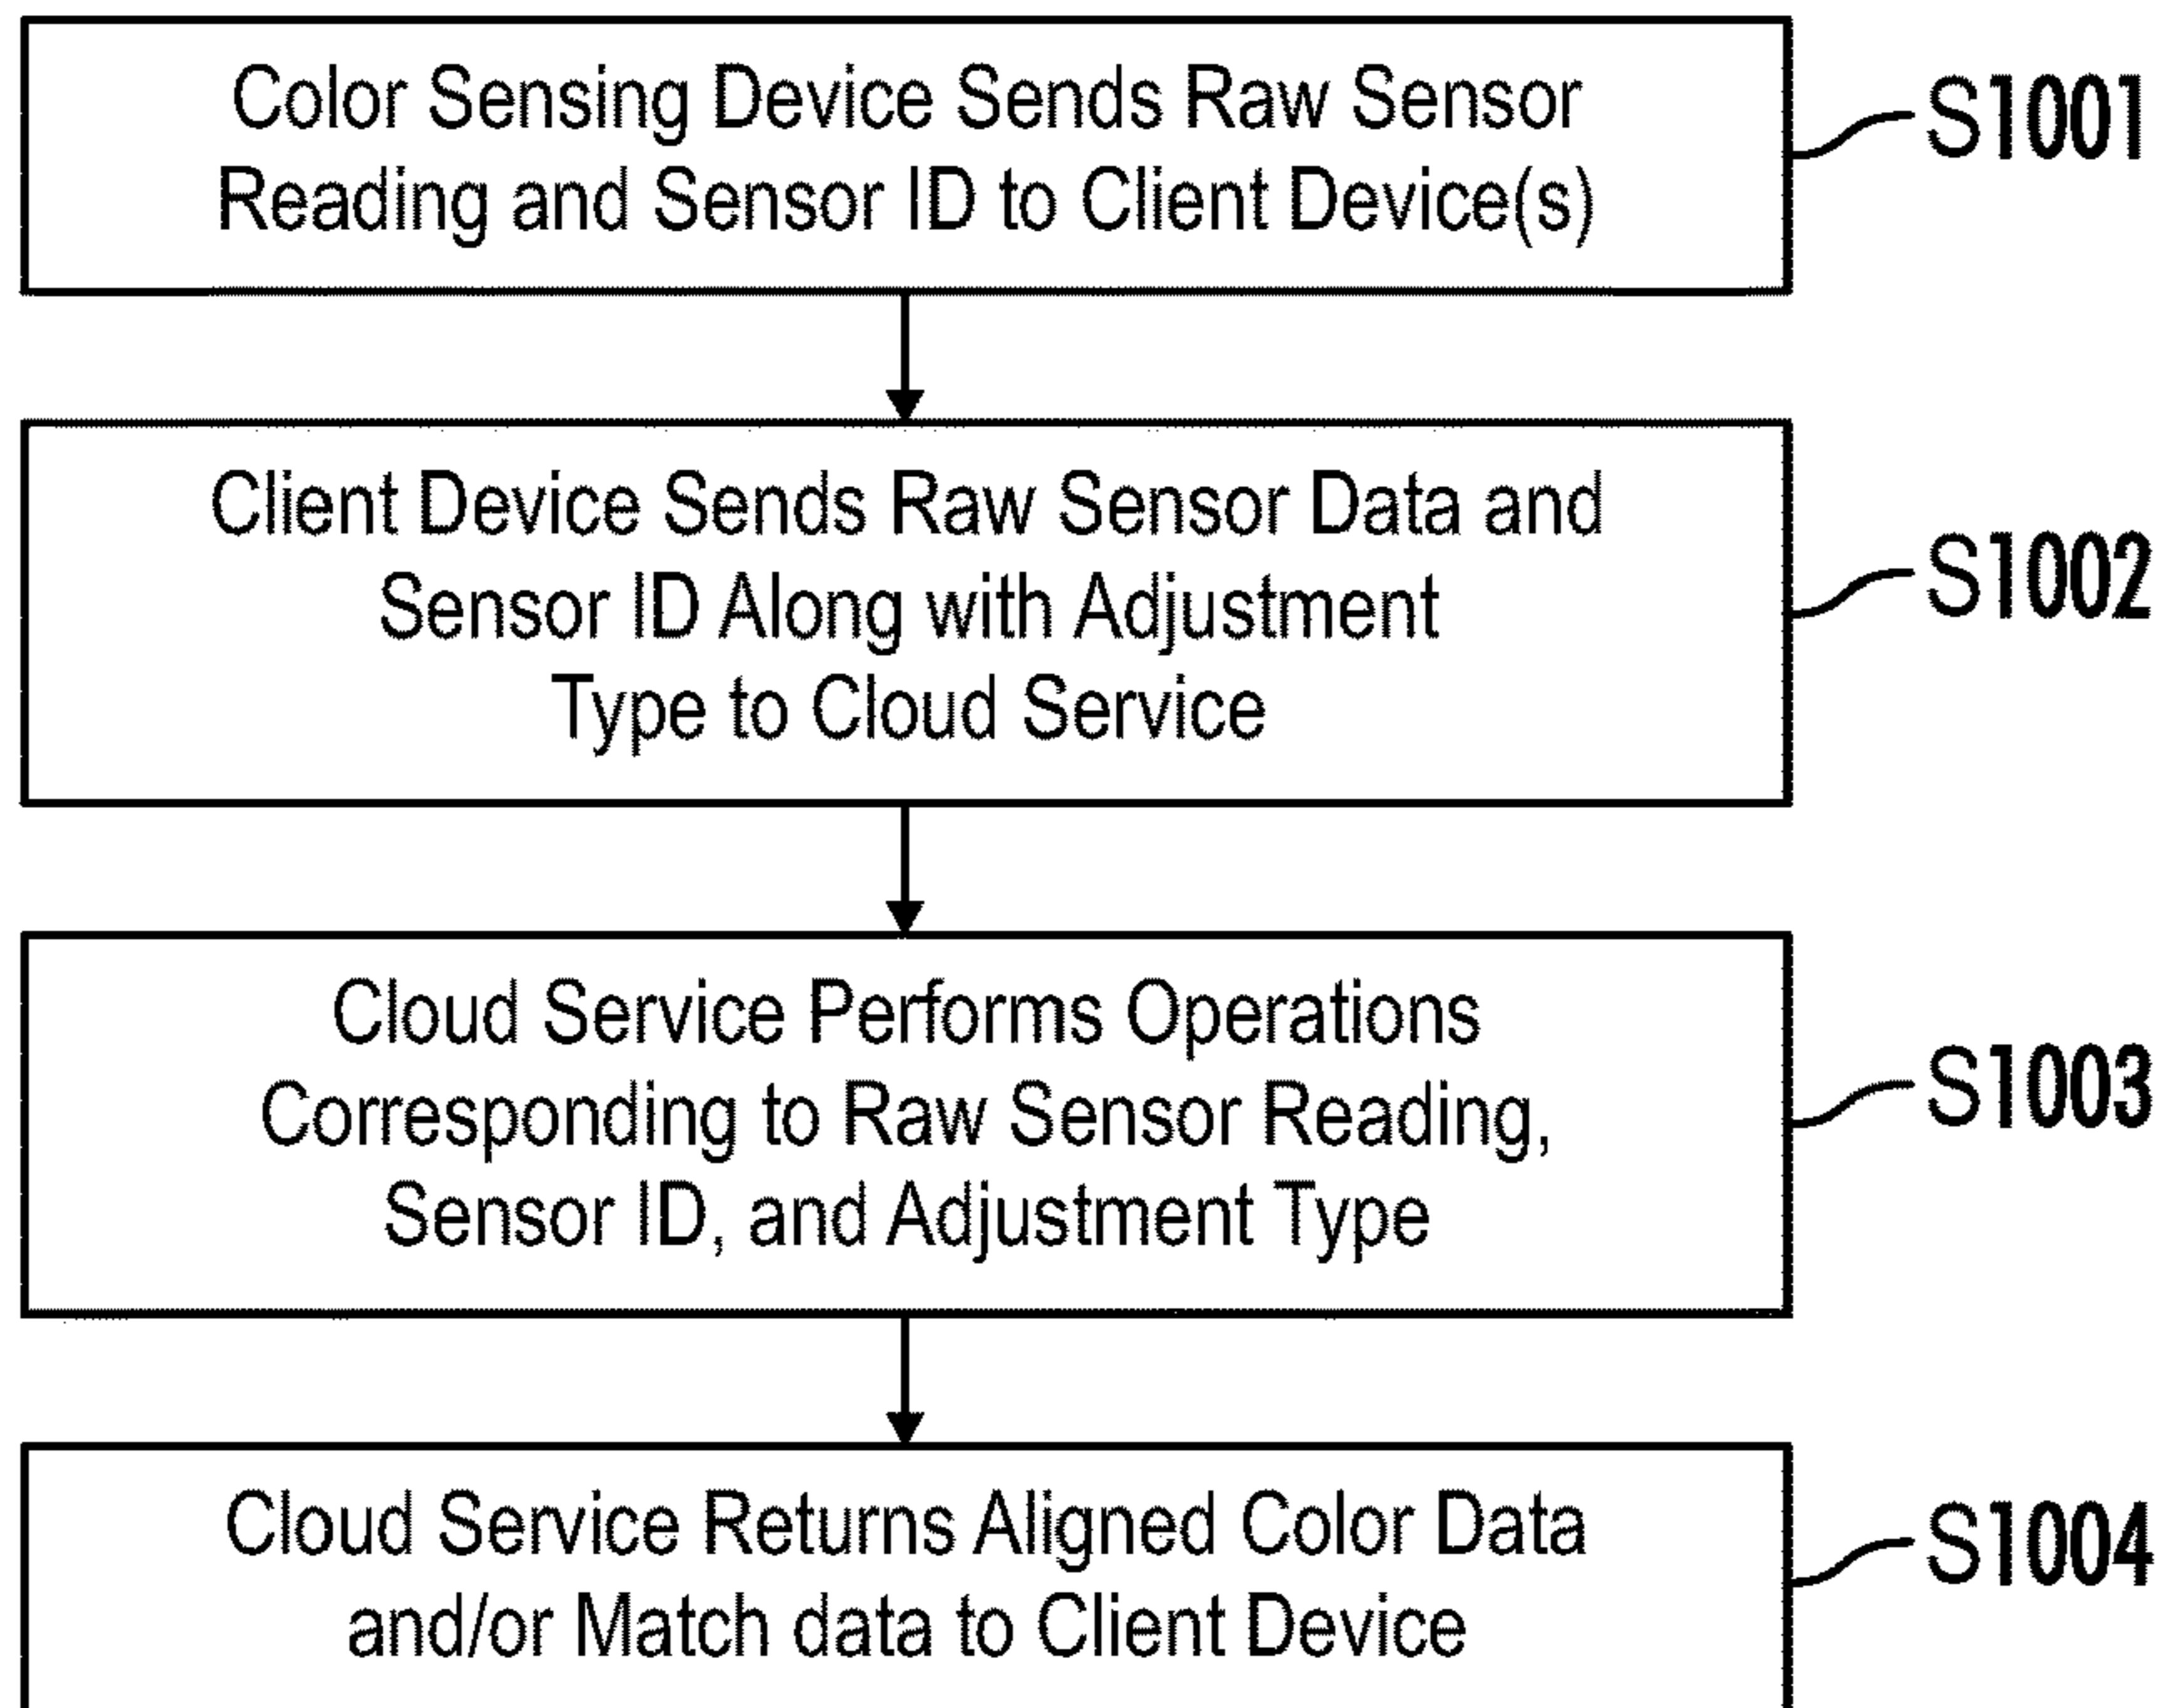 Color Sensing Device Sends Raw Sensor
Reading and Sensor ID to Client Device(s)
S1001
Client Device Sends Raw Sensor Data and
Sensor ID Along with Adjustment
Type to Cloud Service
S1002
Cloud Service Performs Operations
Corresponding to Raw Sensor Reading,
Sensor ID, and Adjustment Type
S1003
Cloud Service Returns Aligned Color Data
and/or Match data to Client Device
S1004